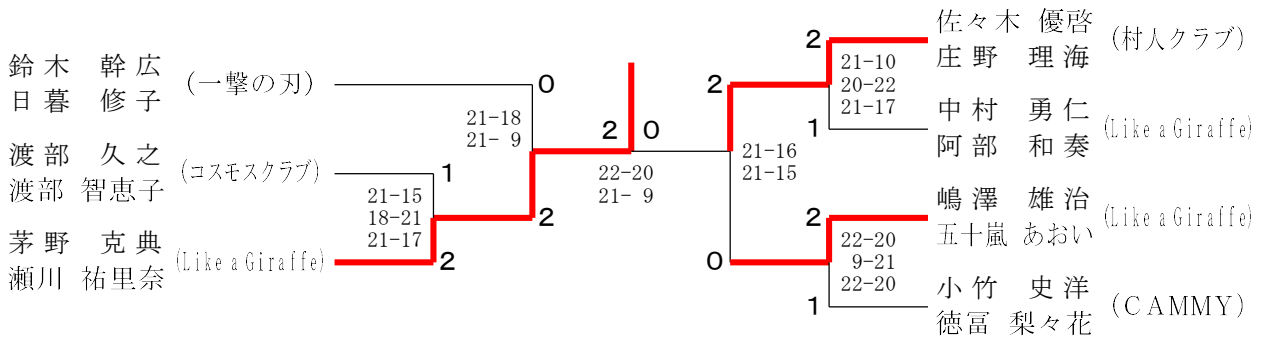 鈴木 幹広
日暮 修子
(一撃の刃)
0
21-18
21- 9
渡部 久之
渡部 智恵子
(コスモスクラブ)
1
21-15
18-21
21-17
2
茅野 克典
瀬川 祐里奈
(Like a Giraffe)
2
2 0
22-20
21- 9
佐々木 優啓
庄野 理海
(村人クラブ)
2
21-10
20-22
21-17
2
中村 勇仁
阿部 和奏
(Like a Giraffe)
1
21-16
21-15
嶋澤 雄治
五十嵐 あおい
(Like a Giraffe)
2
22-20
9-21
22-20
0
小竹 史洋
徳冨 梨々花
(CAMMY)
1